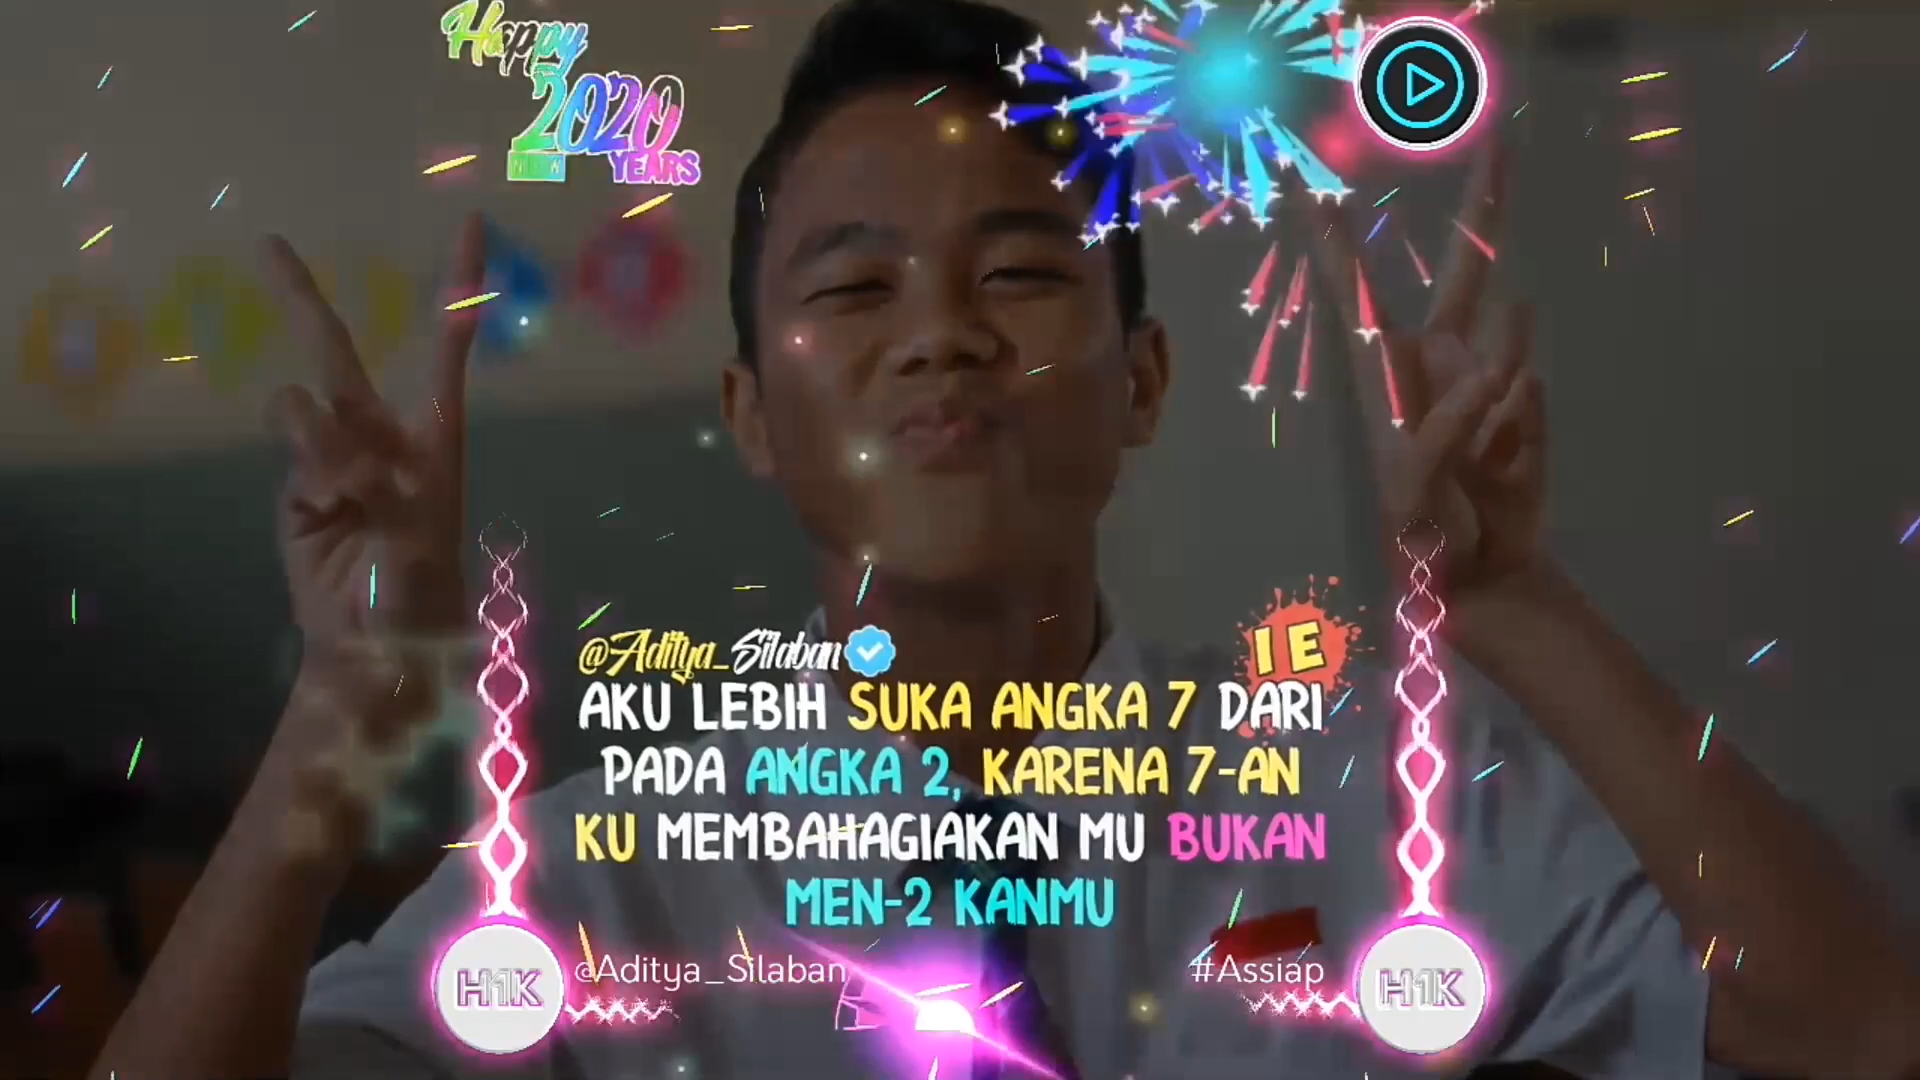 Happy
2020
NEW YEARS
@Aditya_Silaban
I E
AKU LEBIH SUKA ANGKA 7 DARI
PADA ANGKA 2, KARENA 7-AN
KU MEMBAHAGIAKAN MU BUKAN
MEN-2 KANMU
@Aditya_Silaban
#Assiap
H1K
H1K